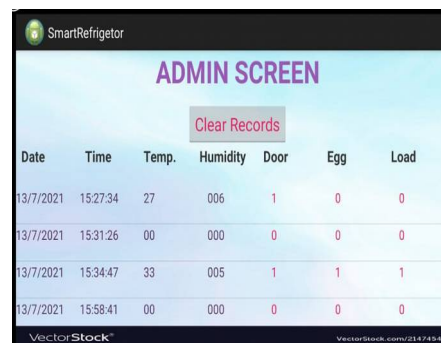 SmartRefrigetor
ADMIN SCREEN
Clear Records
Date Time Temp. Humidity Door Egg Load
13/7/2021 15:27:34 27 006 1 0 0
13/7/2021 15:31:26 00 000 0 0 0
13/7/2021 15:34:47 33 005 1 1 1
13/7/2021 15:58:41 00 000 0 0 0
VectorStock® VectorStock.com/2147454